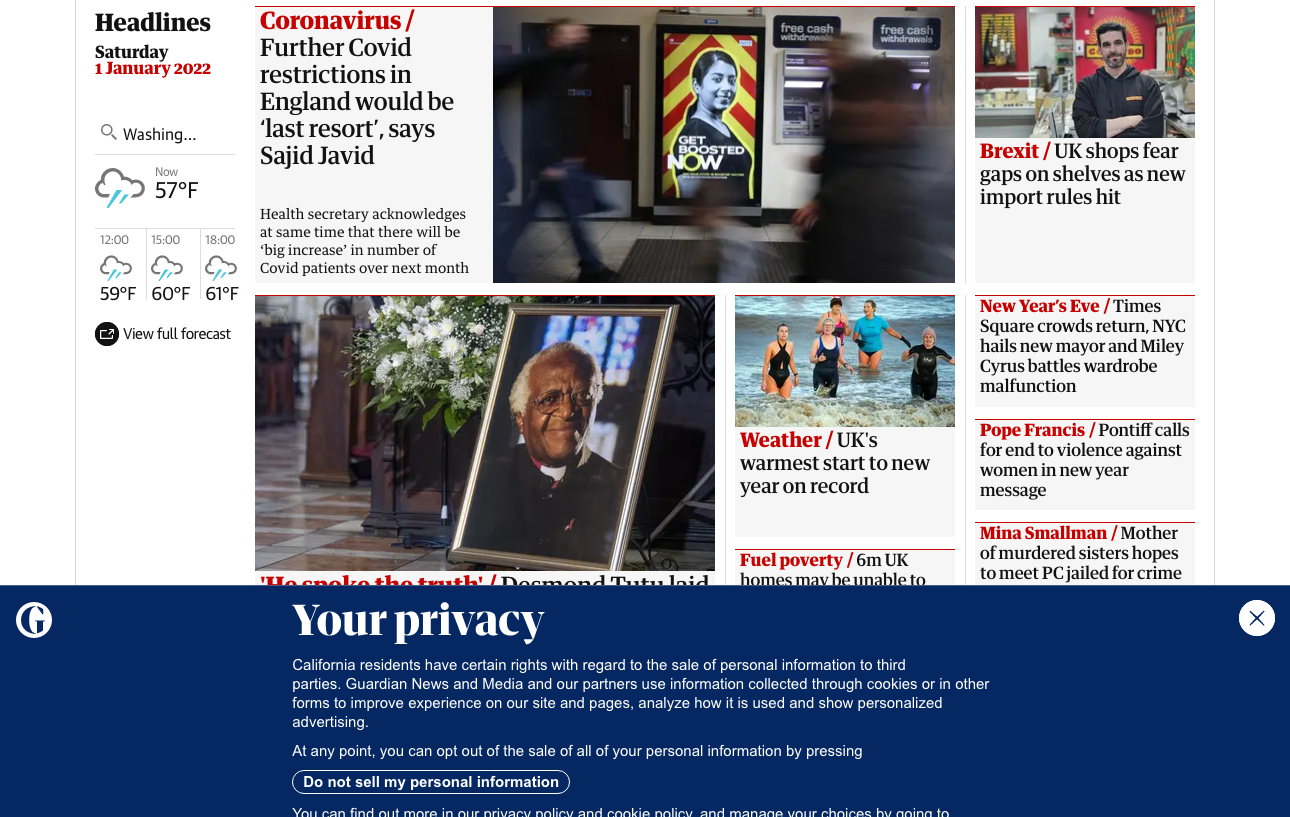 Headlines
Saturday
1 January 2022
Washing...
Now
57°F
12:00
15:00
18:00
59°F
60°F
61°F
View full forecast
Coronavirus /
Further Covid
restrictions in
England would be
‘last resort’, says
Sajid Javid
Health secretary acknowledges
at same time that there will be
‘big increase’ in number of
Covid patients over next month
free cash
withdrawals
free cash
withdrawals
GET
BOOSTED
NOW
Brexit / UK shops fear
gaps on shelves as new
import rules hit
'He spoke the truth' / Desmond Tutu laid
Weather / UK's
warmest start to new
year on record
Fuel poverty / 6m UK
homes may be unable to
New Year’s Eve / Times
Square crowds return, NYC
hails new mayor and Miley
Cyrus battles wardrobe
malfunction
Pope Francis / Pontiff calls
for end to violence against
women in new year
message
Mina Smallman / Mother
of murdered sisters hopes
to meet PC jailed for crime
Your privacy
California residents have certain rights with regard to the sale of personal information to third
parties. Guardian News and Media and our partners use information collected through cookies or in other
forms to improve experience on our site and pages, analyze how it is used and show personalized
advertising.
At any point, you can opt out of the sale of all of your personal information by pressing
Do not sell my personal information
You can find out more in our privacy policy and cookie policy, and manage your choices by going to